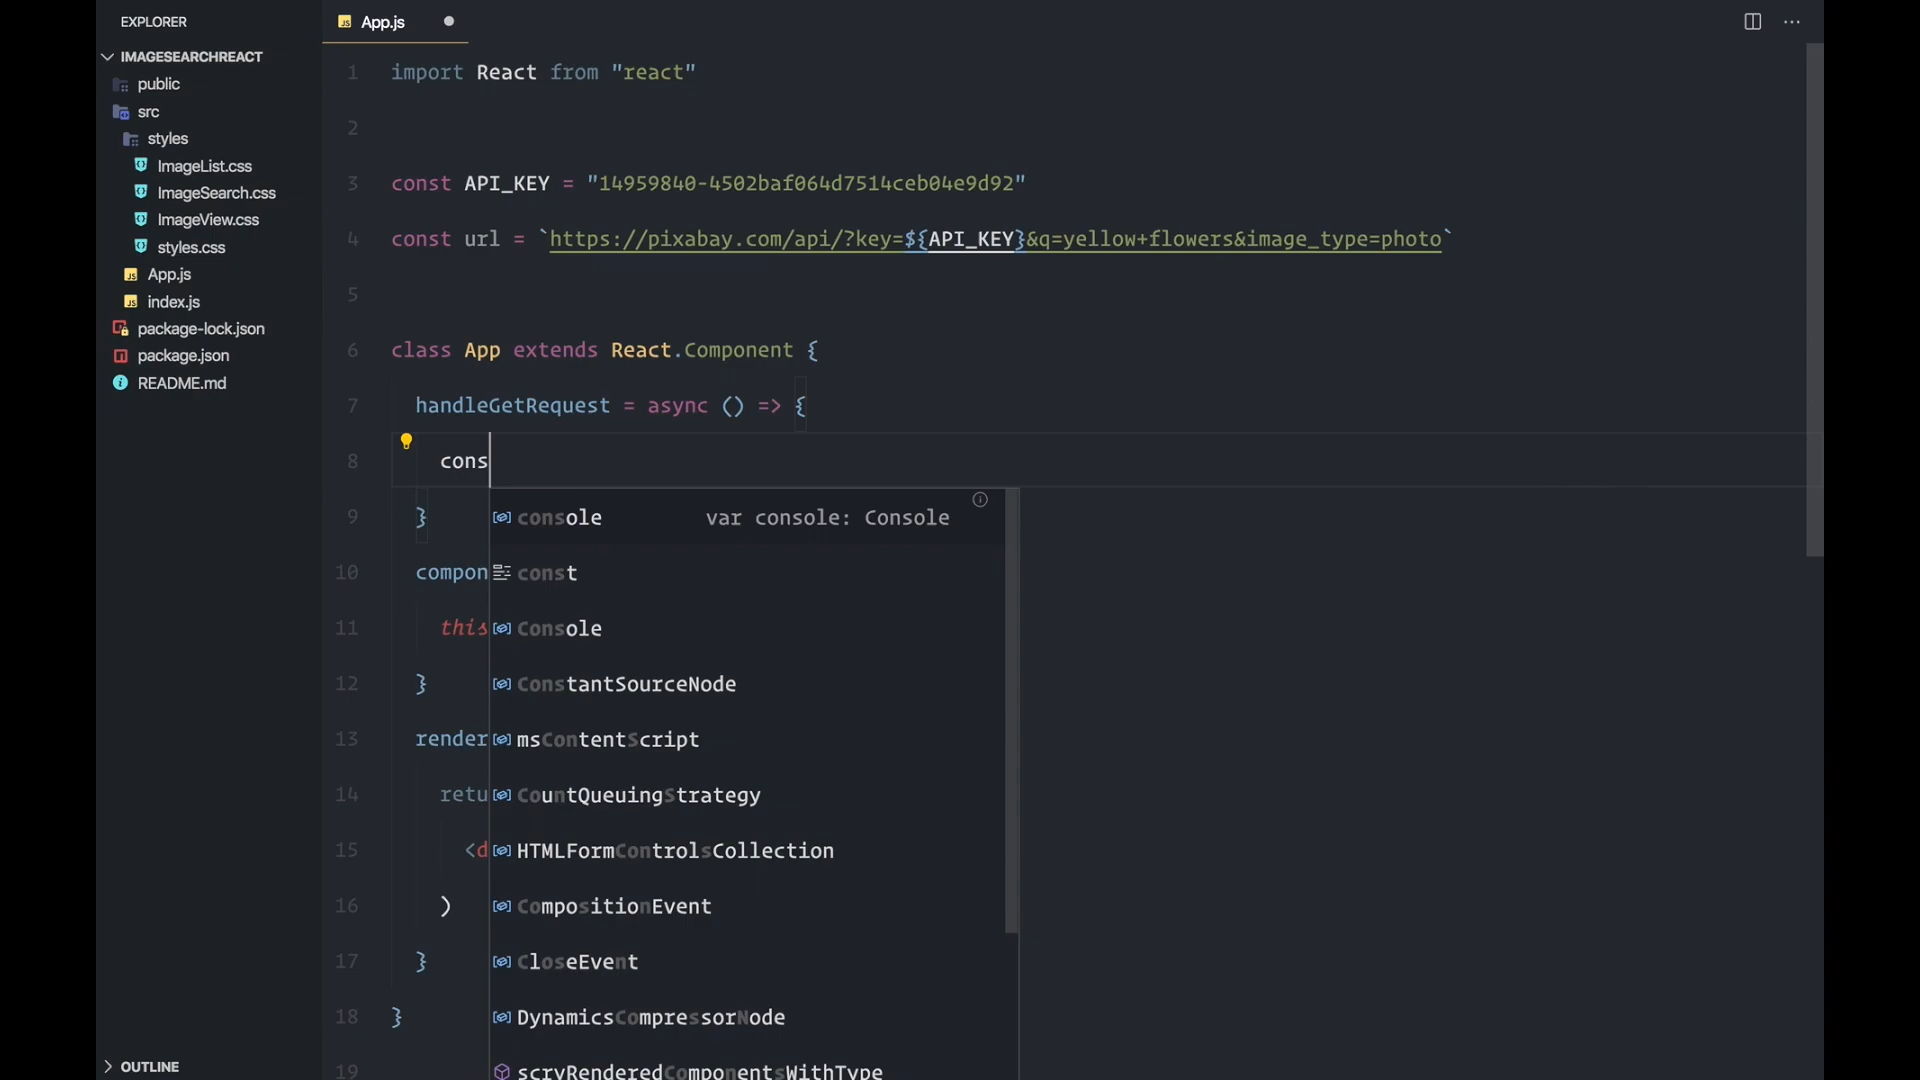 EXPLORER
IMAGESEARCHREACT
public
src
styles
ImageList.css
ImageSearch.css
ImageView.css
styles.css
App.js
index.js
package-lock.json
package.json
README.md
OUTLINE
App.js
1 import React from "react"
2
3 const API_KEY = "14959840-4502baf064d7514ceb04e9d92"
4 const url = `https://pixabay.com/api/?key=${API_KEY}&q=yellow+flowers&image_type=photo`
5
6 class App extends React.Component {
7 handleGetRequest = async () => {
8 cons
9 }
10 compon
11 this
12 }
13 render
14 retu
15 <d
16 )
17 }
18 }
19
console var console: Console
const
Console
ConstantSourceNode
msContentScript
CountQueuingStrategy
HTMLFormControlsCollection
CompositionEvent
CloseEvent
DynamicsCompressorNode
scryRenderedComponentsWithType